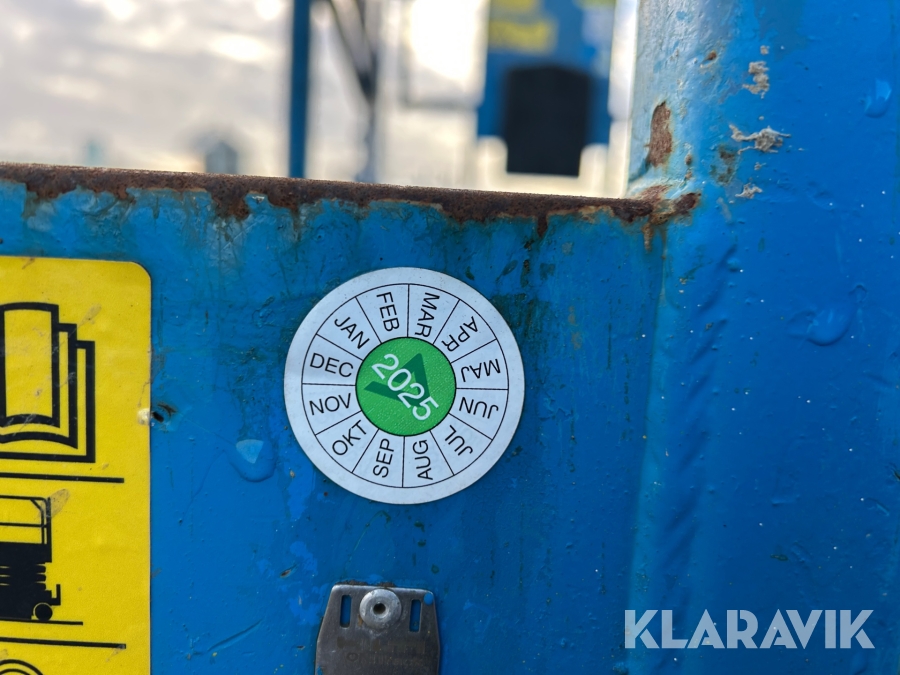 JAN
FEB
MAR
APR
MAJ
JUN
JUL
AUG
SEP
OKT
NOV
DEC
2025
KLARAVIK